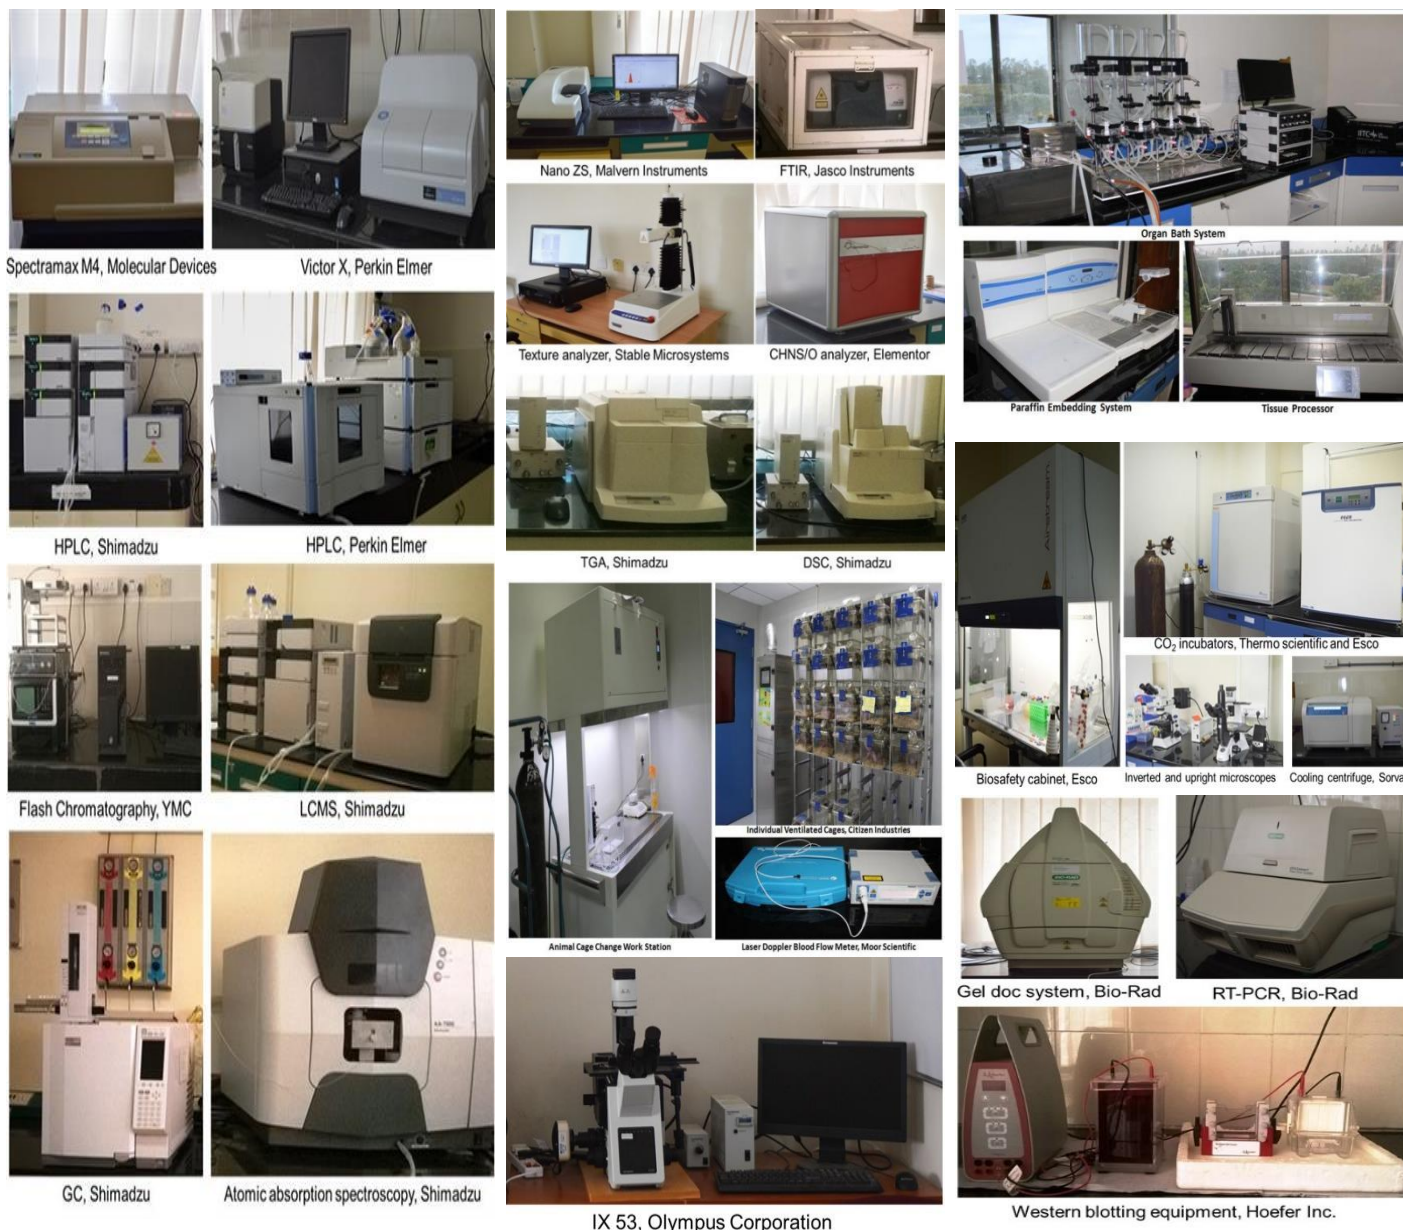 Spectramax M4, Molecular Devices
Victor X, Perkin Elmer
HPLC, Shimadzu
HPLC, Perkin Elmer
Flash Chromatography, YMC
LCMS, Shimadzu
GC, Shimadzu
Atomic absorption spectroscopy, Shimadzu
Nano ZS, Malvern Instruments
FTIR, Jasco Instruments
Texture analyzer, Stable Microsystems
CHNS/O analyzer, Elementor
TGA, Shimadzu
DSC, Shimadzu
Animal Cage Change Work Station
Individual Ventilated Cages, Citizen Industries
Laser Doppler Blood Flow Meter, Moor Scientific
IX 53, Olympus Corporation
Organ Bath System
Paraffin Embedding System
Tissue Processor
Airstream
Biosafety cabinet, Esco
CO₂ incubators, Thermo scientific and Esco
Inverted and upright microscopes
Cooling centrifuge, Sorva
BIO-RAD
Gel doc system, Bio-Rad
RT-PCR, Bio-Rad
Western blotting equipment, Hoefer Inc.